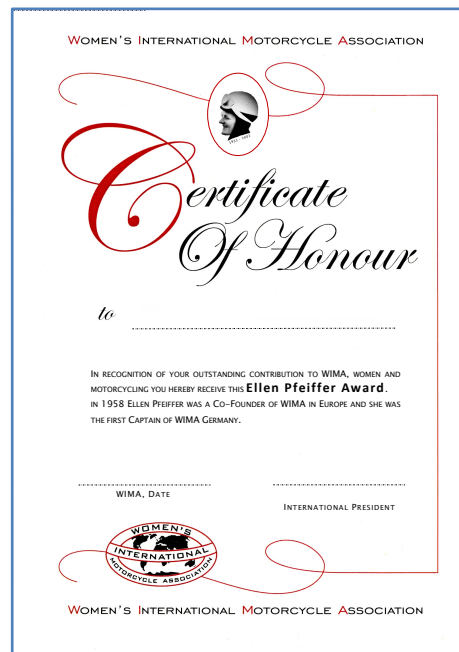 WOMEN'S INTERNATIONAL MOTORCYCLE ASSOCIATION
Certificate
Of Honour
to
IN RECOGNITION OF YOUR OUTSTANDING CONTRIBUTION TO WIMA, WOMEN AND
MOTORCYCLING YOU HEREBY RECEIVE THIS Ellen Pfeiffer Award.
IN 1958 ELLEN PFEIFFER WAS A CO-FOUNDER OF WIMA IN EUROPE AND SHE WAS
THE FIRST CAPTAIN OF WIMA GERMANY.
WIMA, DATE
INTERNATIONAL PRESIDENT
WOMEN'S
INTERNATIONAL
MOTORCYCLE ASSOCIATION
WOMEN'S INTERNATIONAL MOTORCYCLE ASSOCIATION